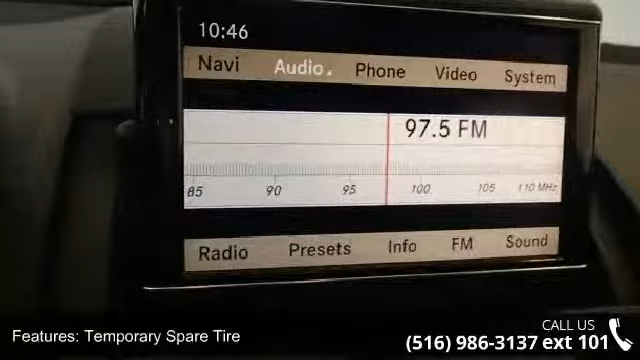 10:46
Navi Audio. Phone Video System
97.5 FM
85 90 95 100 105 110 MHz
Radio Presets Info FM Sound
Features: Temporary Spare Tire
CALL US
(516) 986-3137 ext 101